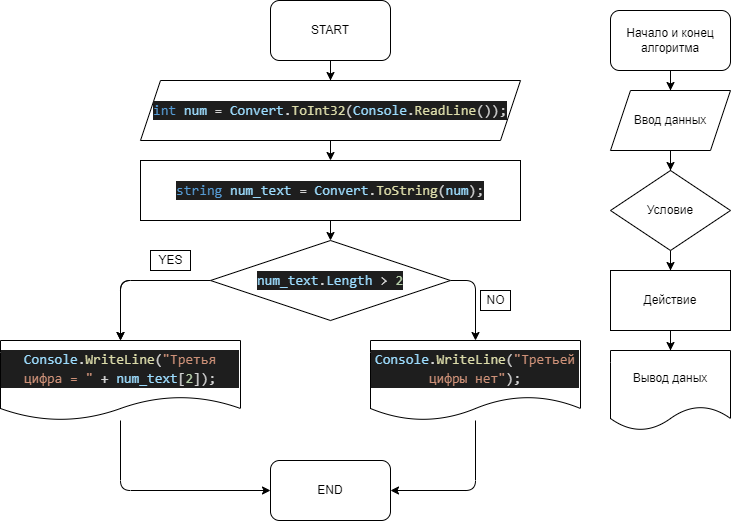 START
int num = Convert.ToInt32(Console.ReadLine());
string num_text = Convert.ToString(num);
YES
num_text.Length > 2
NO
Console.WriteLine("Третья
цифра = " + num_text[2]);
Console.WriteLine("Третьей
цифры нет");
END
Начало и конец
алгоритма
Ввод данных
Условие
Действие
Вывод даных